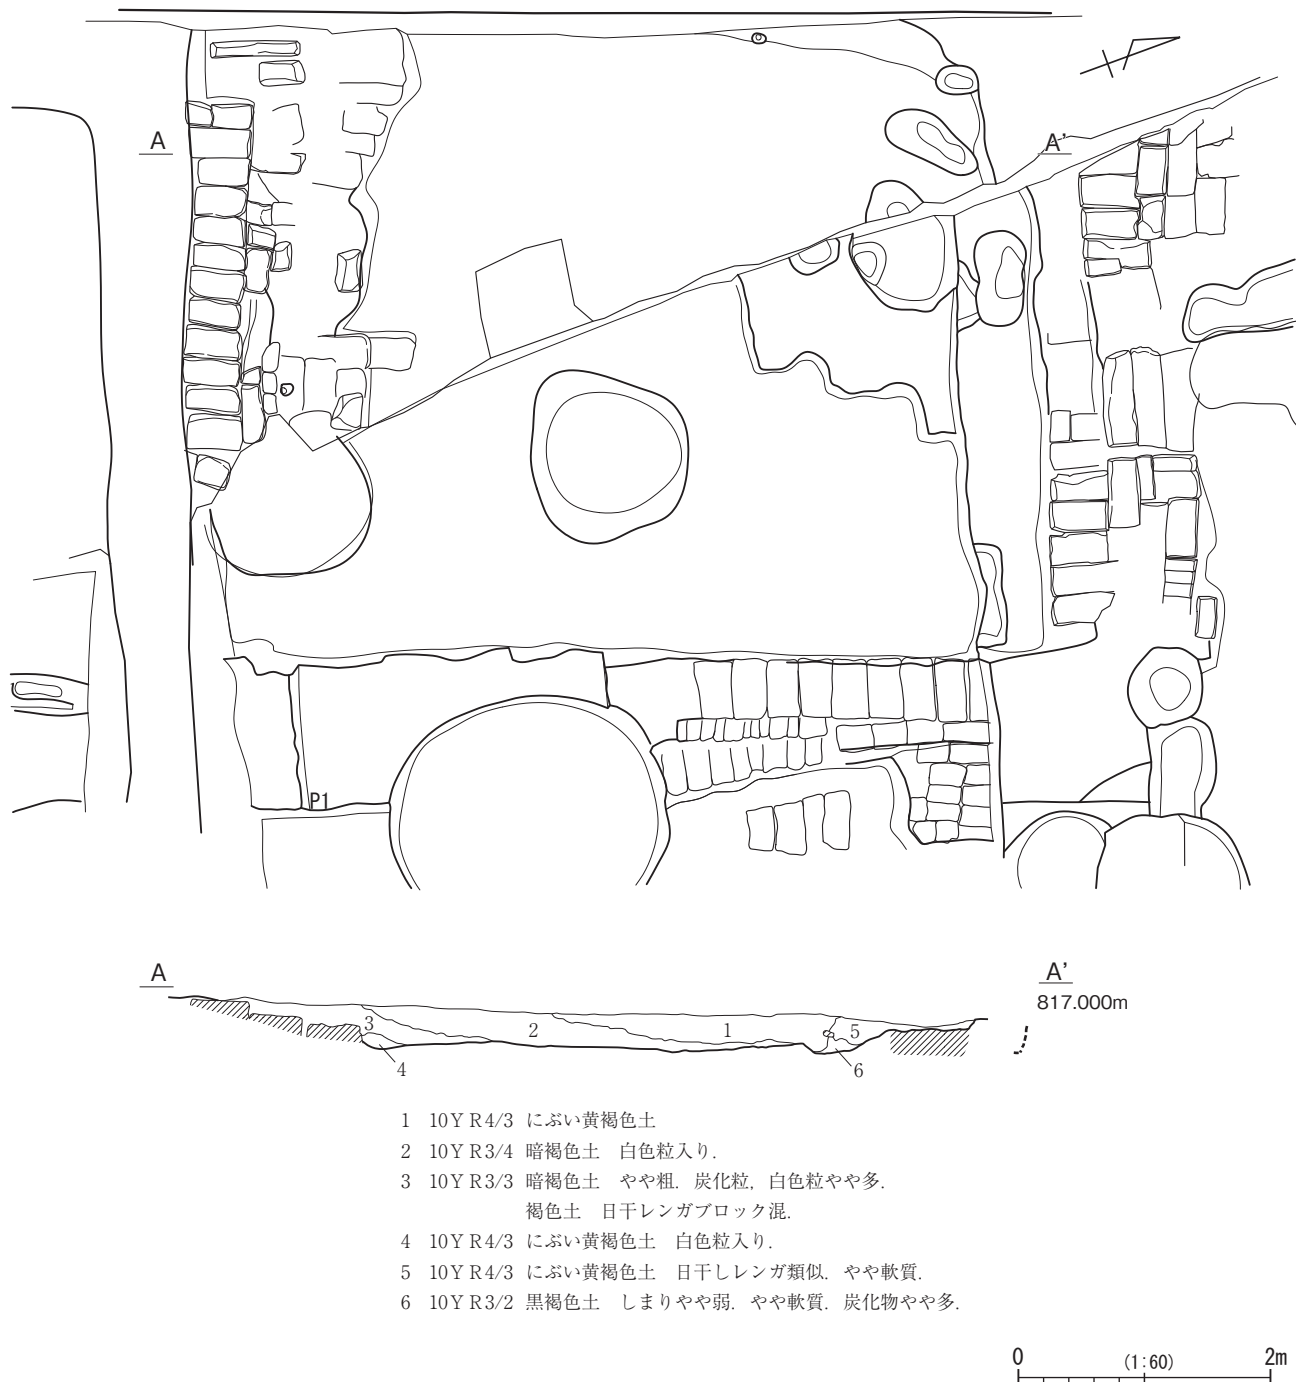 A A'
P1
A A'
817.000m
3 2 1 5
4 6
1 10YR4/3 にぶい黄褐色土
2 10YR3/4 暗褐色土 白色粒入り.
3 10YR3/3 暗褐色土 やや粗. 炭化粒, 白色粒やや多.
褐色土 日干レンガブロック混.
4 10YR4/3 にぶい黄褐色土 白色粒入り.
5 10YR4/3 にぶい黄褐色土 日干しレンガ類似. やや軟質.
6 10YR3/2 黒褐色土 しまりやや弱. やや軟質. 炭化物やや多.
0 (1:60) 2m